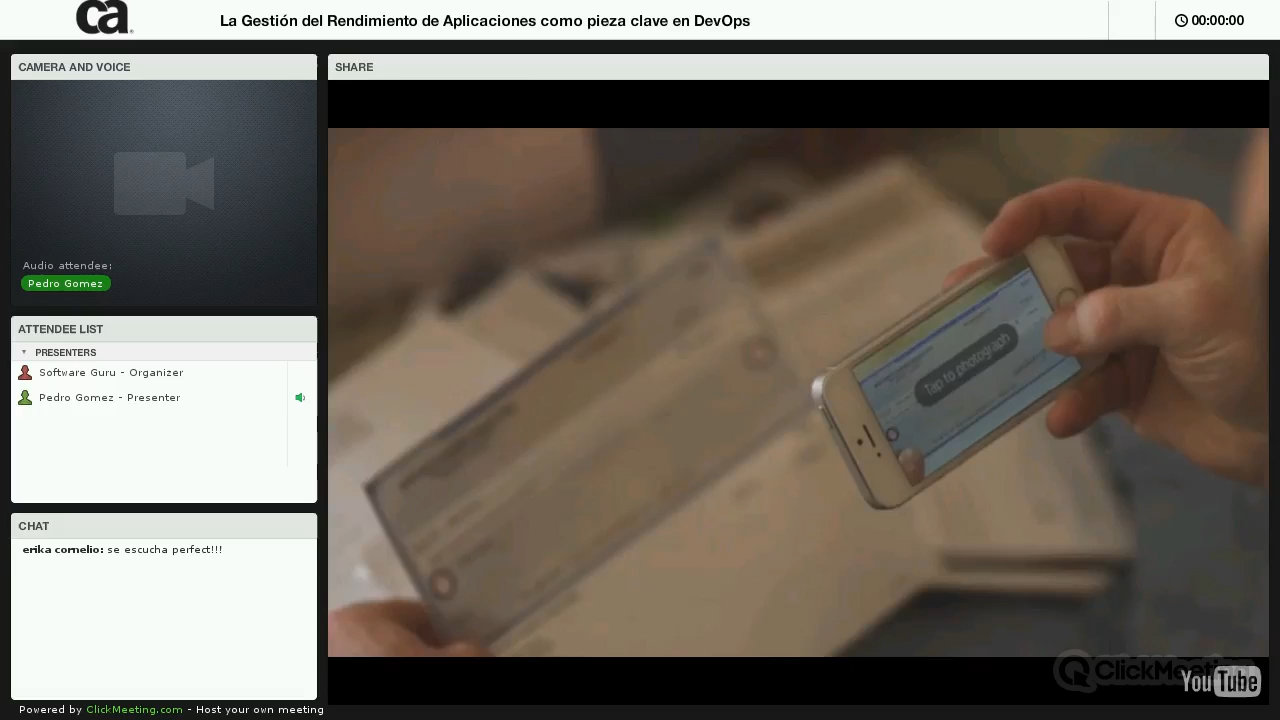 ca
La Gestión del Rendimiento de Aplicaciones como pieza clave en DevOps
00:00:00
CAMERA AND VOICE
Audio attendee:
Pedro Gomez
ATTENDEE LIST
PRESENTERS
Software Guru - Organizer
Pedro Gomez - Presenter
CHAT
erika cornelio: se escucha perfect!!!
Powered by ClickMeeting.com - Host your own meeting
SHARE
Tap to photograph
ClickMeeting
YouTube